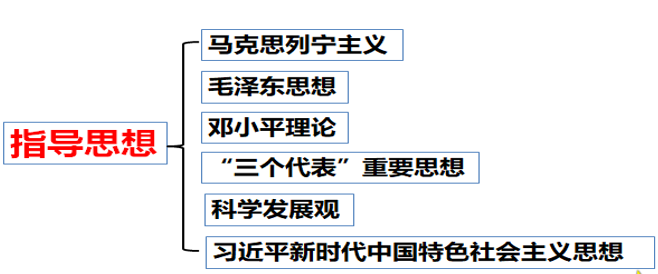 指导思想
马克思列宁主义
毛泽东思想
邓小平理论
“三个代表”重要思想
科学发展观
习近平新时代中国特色社会主义思想